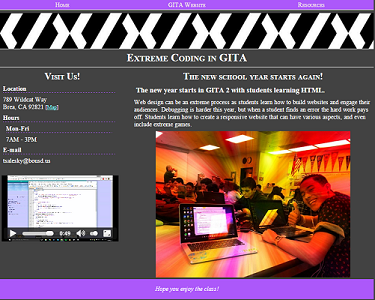 Home GITA Website Resources
Extreme Coding in GITA
Visit Us!
Location
789 Wildcat Way
Brea, CA 92821 [Map]
Hours
Mon-Fri
7AM - 3PM
E-mail
tsalesky@bousd.us
0:49
The new school year starts again!
The new year starts in GITA 2 with students learning HTML.
Web design can be an extreme process as students learn how to build websites and engage their
audiences. Debugging is harder this year, but when a student finds an error the hard work pays
off. Students learn how to create a responsive website that can have various aspects, and even
include extreme games.
Hope you enjoy the class!